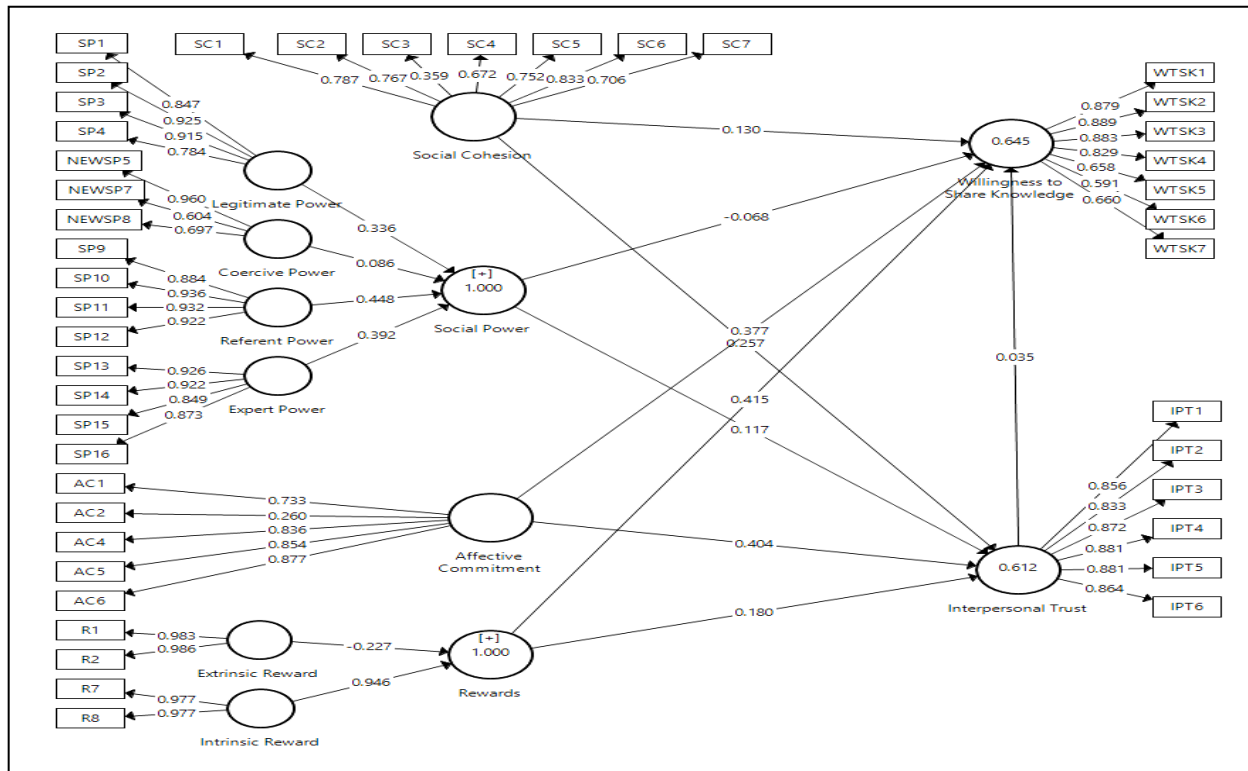 SP1
SP2
SP3
SP4
NEWSP5
NEWSP7
NEWSP8
SP9
SP10
SP11
SP12
SP13
SP14
SP15
SP16
AC1
AC2
AC4
AC5
AC6
R1
R2
R7
R8
SC1
SC2
SC3
SC4
SC5
SC6
SC7
0.787
0.767
0.359
0.672
0.752
0.833
0.706
Social Cohesion
0.847
0.925
0.915
0.784
Legitimate Power
0.960
0.604
0.697
Coercive Power
0.884
0.936
0.932
0.922
Referent Power
0.926
0.922
0.849
0.873
Expert Power
0.336
0.086
0.448
0.392
[+]
1.000
Social Power
0.733
0.260
0.836
0.854
0.877
Affective
Commitment
0.983
0.986
Extrinsic Reward
0.977
0.977
Intrinsic Reward
-0.227
0.946
[+]
1.000
Rewards
0.130
-0.068
0.377
0.257
0.415
0.117
0.404
0.180
0.035
0.645
Willingness to
Share Knowledge
0.879
0.889
0.883
0.829
0.658
0.591
0.660
WTSK1
WTSK2
WTSK3
WTSK4
WTSK5
WTSK6
WTSK7
0.612
Interpersonal Trust
0.856
0.833
0.872
0.881
0.881
0.864
IPT1
IPT2
IPT3
IPT4
IPT5
IPT6